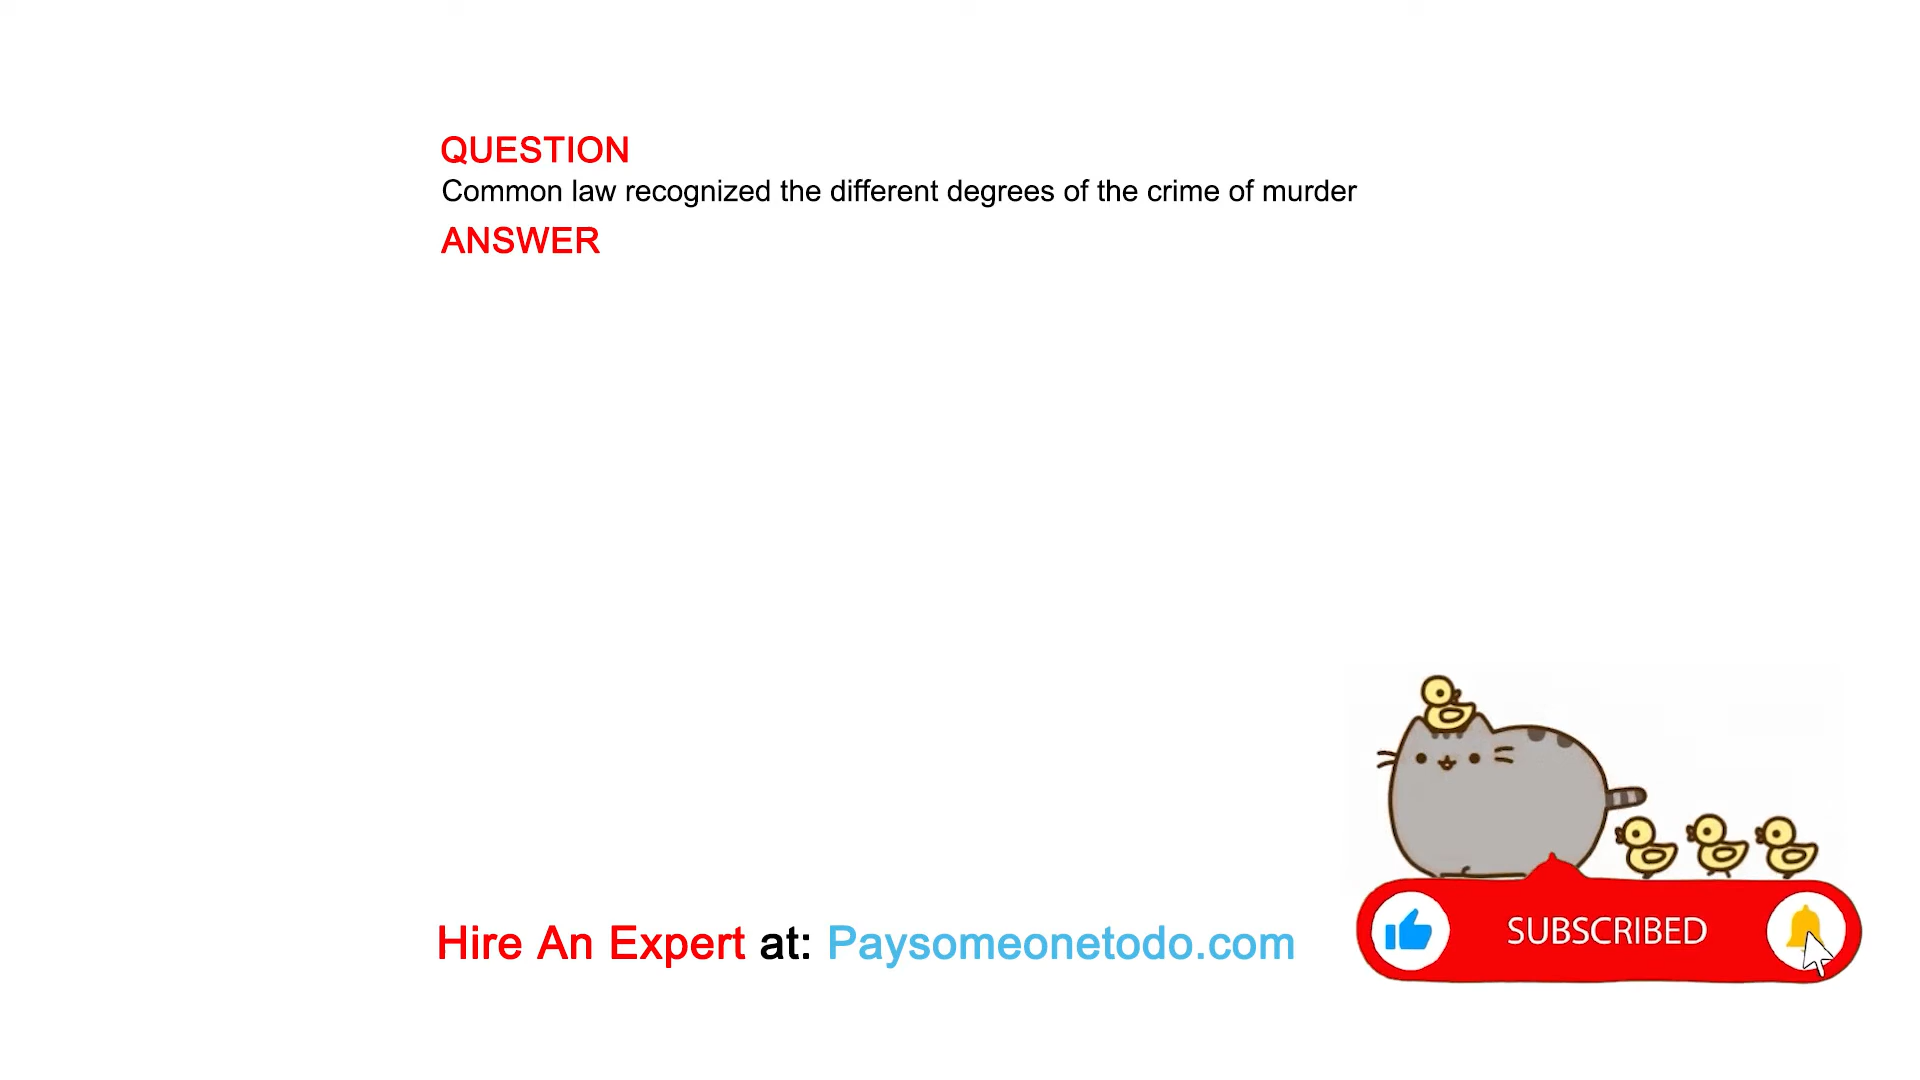 QUESTION
Common law recognized the different degrees of the crime of murder
ANSWER
Hire An Expert at: Paysomeonetodo.com
SUBSCRIBED